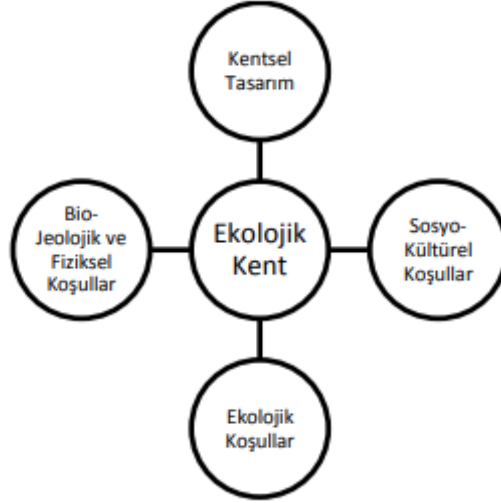 Kentsel
Tasarım
Bio-
Jeolojik ve
Fiziksel
Koşullar
Ekolojik
Kent
Sosyo-
Kültürel
Koşullar
Ekolojik
Koşullar